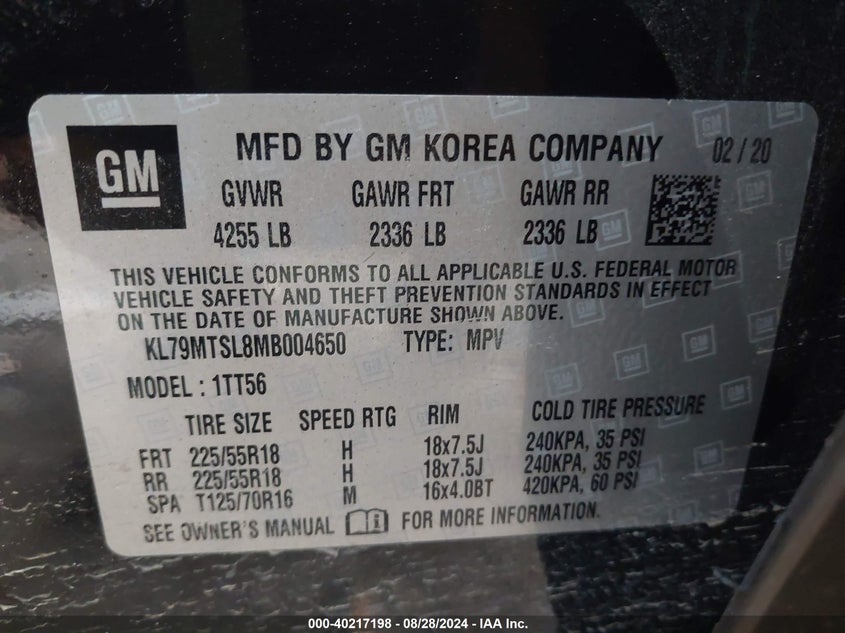 GM
MFD BY GM KOREA COMPANY 02 / 20
GVWR GAWR FRT GAWR RR
4255 LB 2336 LB 2336 LB
THIS VEHICLE CONFORMS TO ALL APPLICABLE U.S. FEDERAL MOTOR
VEHICLE SAFETY AND THEFT PREVENTION STANDARDS IN EFFECT
ON THE DATE OF MANUFACTURE SHOWN ABOVE.
KL79MTSL8MB004650 TYPE: MPV
MODEL : 1TT56
TIRE SIZE SPEED RTG RIM COLD TIRE PRESSURE
FRT 225/55R18 H 18x7.5J 240KPA, 35 PSI
RR 225/55R18 H 18x7.5J 240KPA, 35 PSI
SPA T125/70R16 M 16x4.0BT 420KPA, 60 PSI
SEE OWNER'S MANUAL FOR MORE INFORMATION.
000-40217198 - 08/28/2024 - IAA Inc.